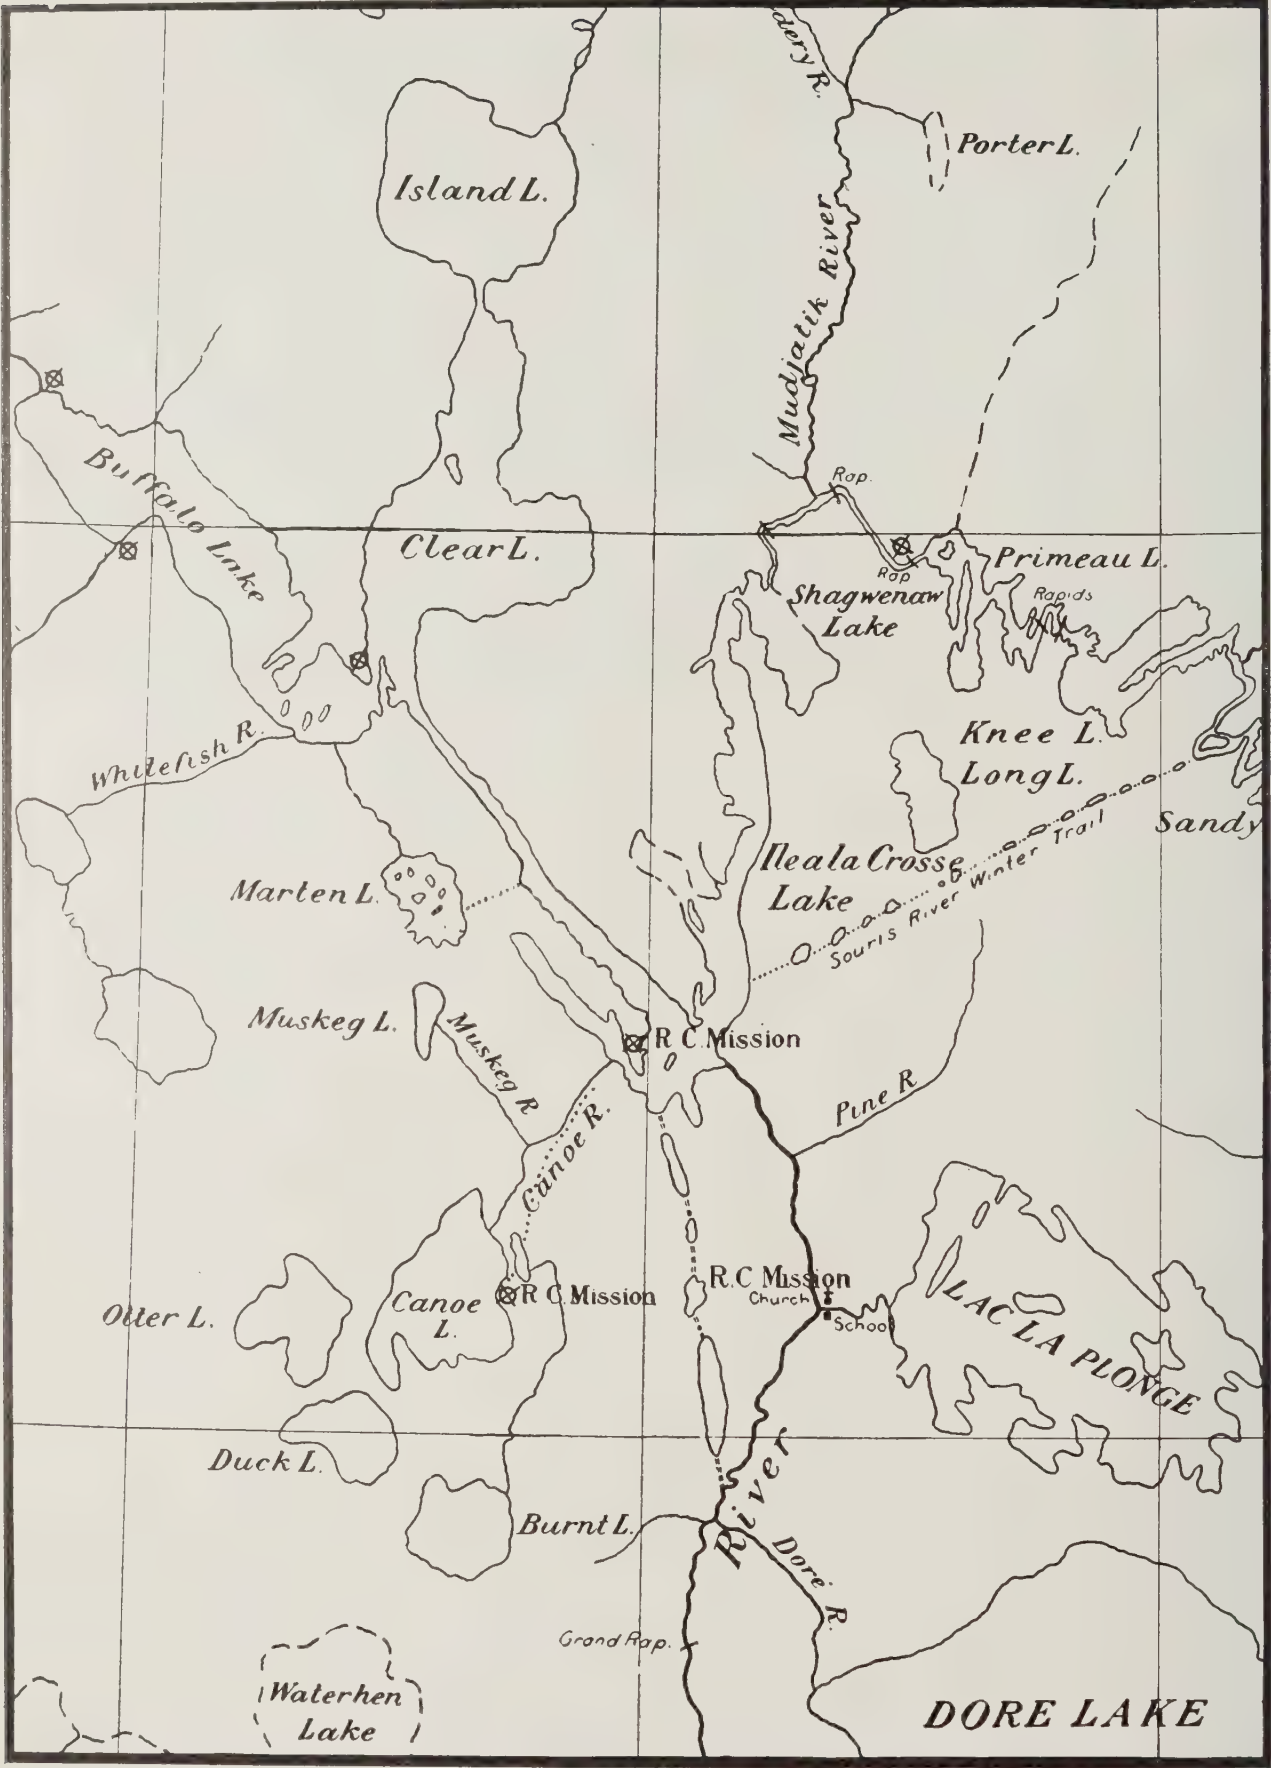 dery R.
Porter L.
Island L.
Mudjatik River
Buffalo Lake
Rap.
Clear L.
Rap
Primeau L.
Shagwenaw
Lake
Rapids
Whitefish R.
Knee L.
Long L.
Sandy
Marten L.
Ile a la Crosse
Lake
Souris River Winter Trail
Muskeg L.
Muskeg R
R C Mission
Pine R
Canoe R.
R.C Mission
Church
School
Otter L.
Canoe
L.
R C Mission
LAC LA PLONGE
Duck L.
Burnt L.
River
Doré R.
Grand Rap.
Waterhen
Lake
DORE LAKE